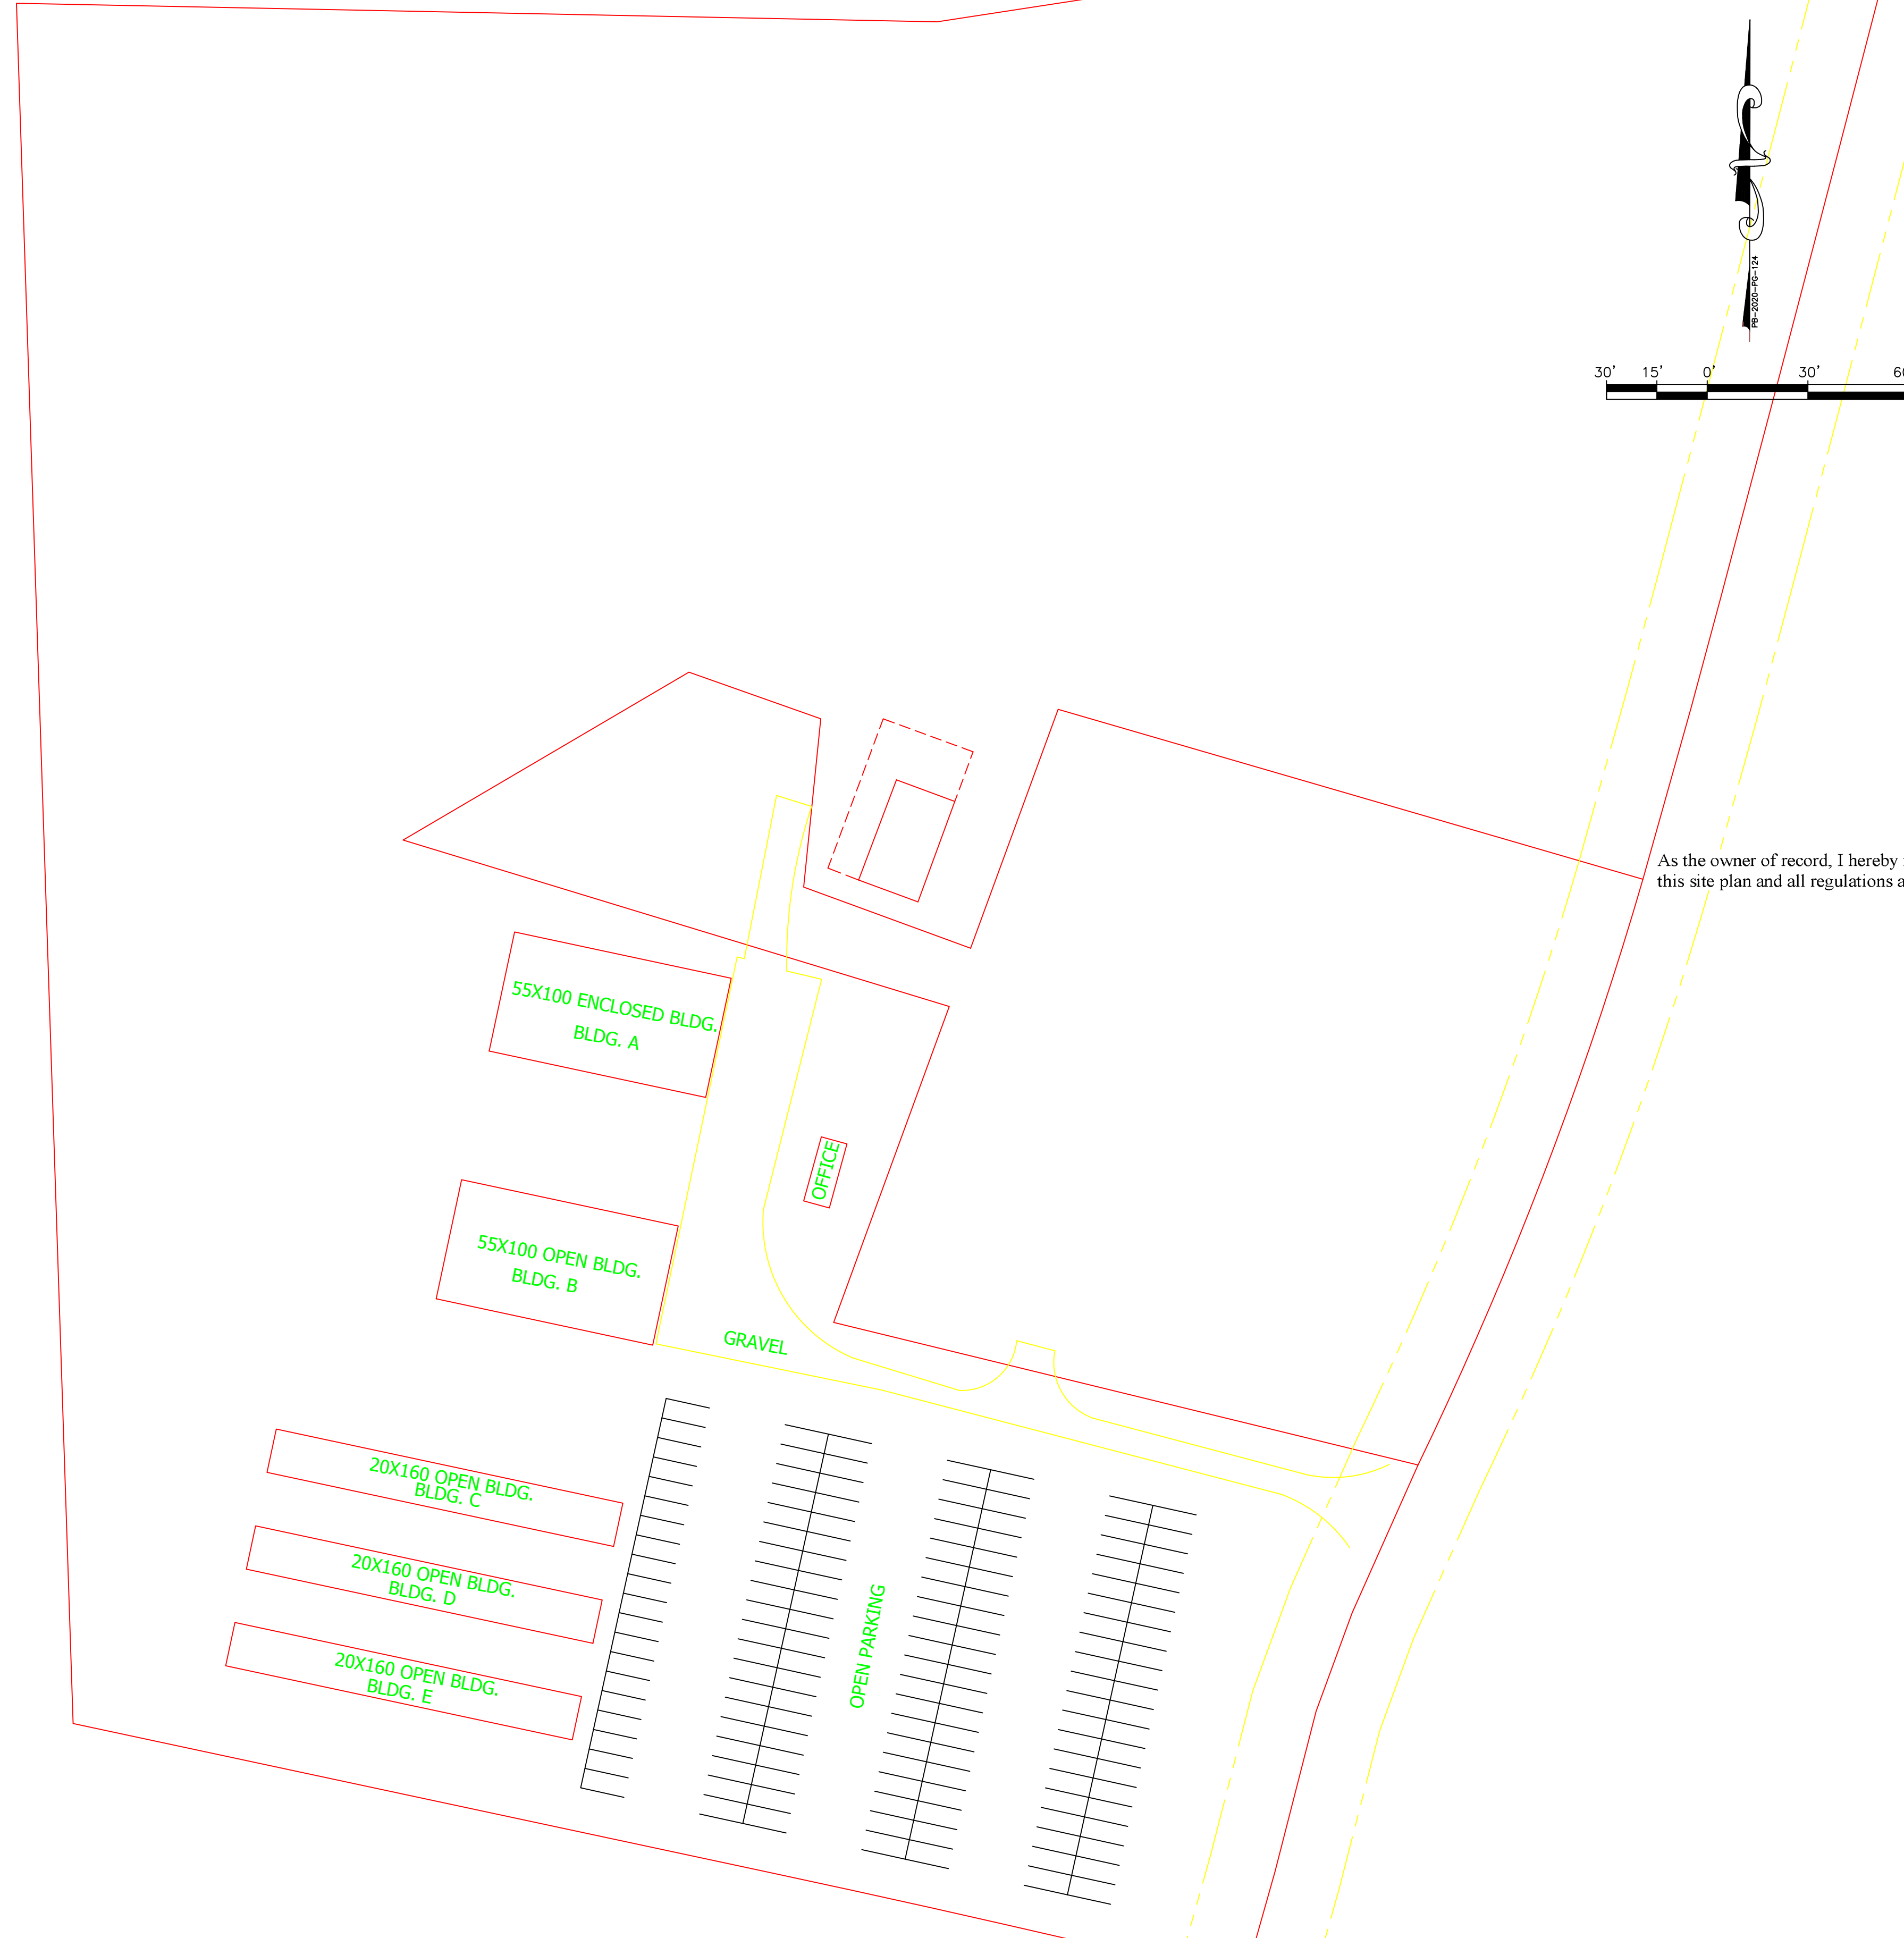 PB-2020-PG-124
30' 15' 0' 30'
As the owner of record, I hereby
this site plan and all regulations
55X100 ENCLOSED BLDG.
BLDG. A
OFFICE
55X100 OPEN BLDG.
BLDG. B
GRAVEL
20X160 OPEN BLDG.
BLDG. C
20X160 OPEN BLDG.
BLDG. D
OPEN PARKING
20X160 OPEN BLDG.
BLDG. E